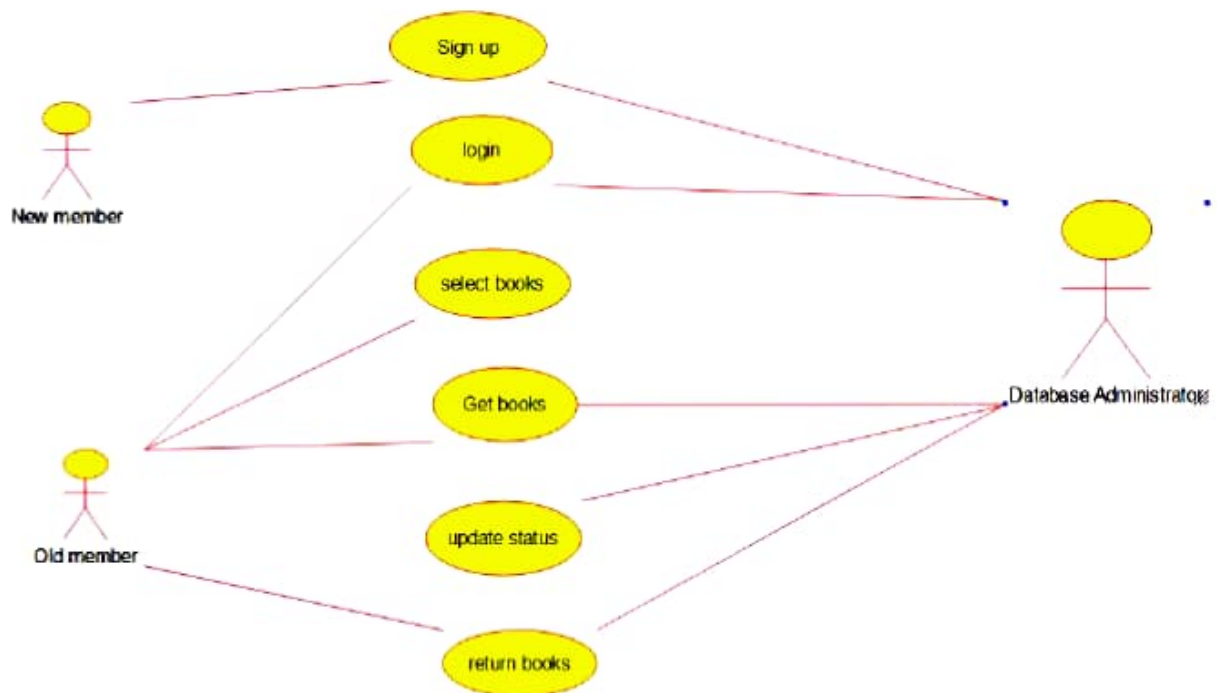 Sign up
login
New member
select books
Get books
Database Administrator
Old member
update status
return books